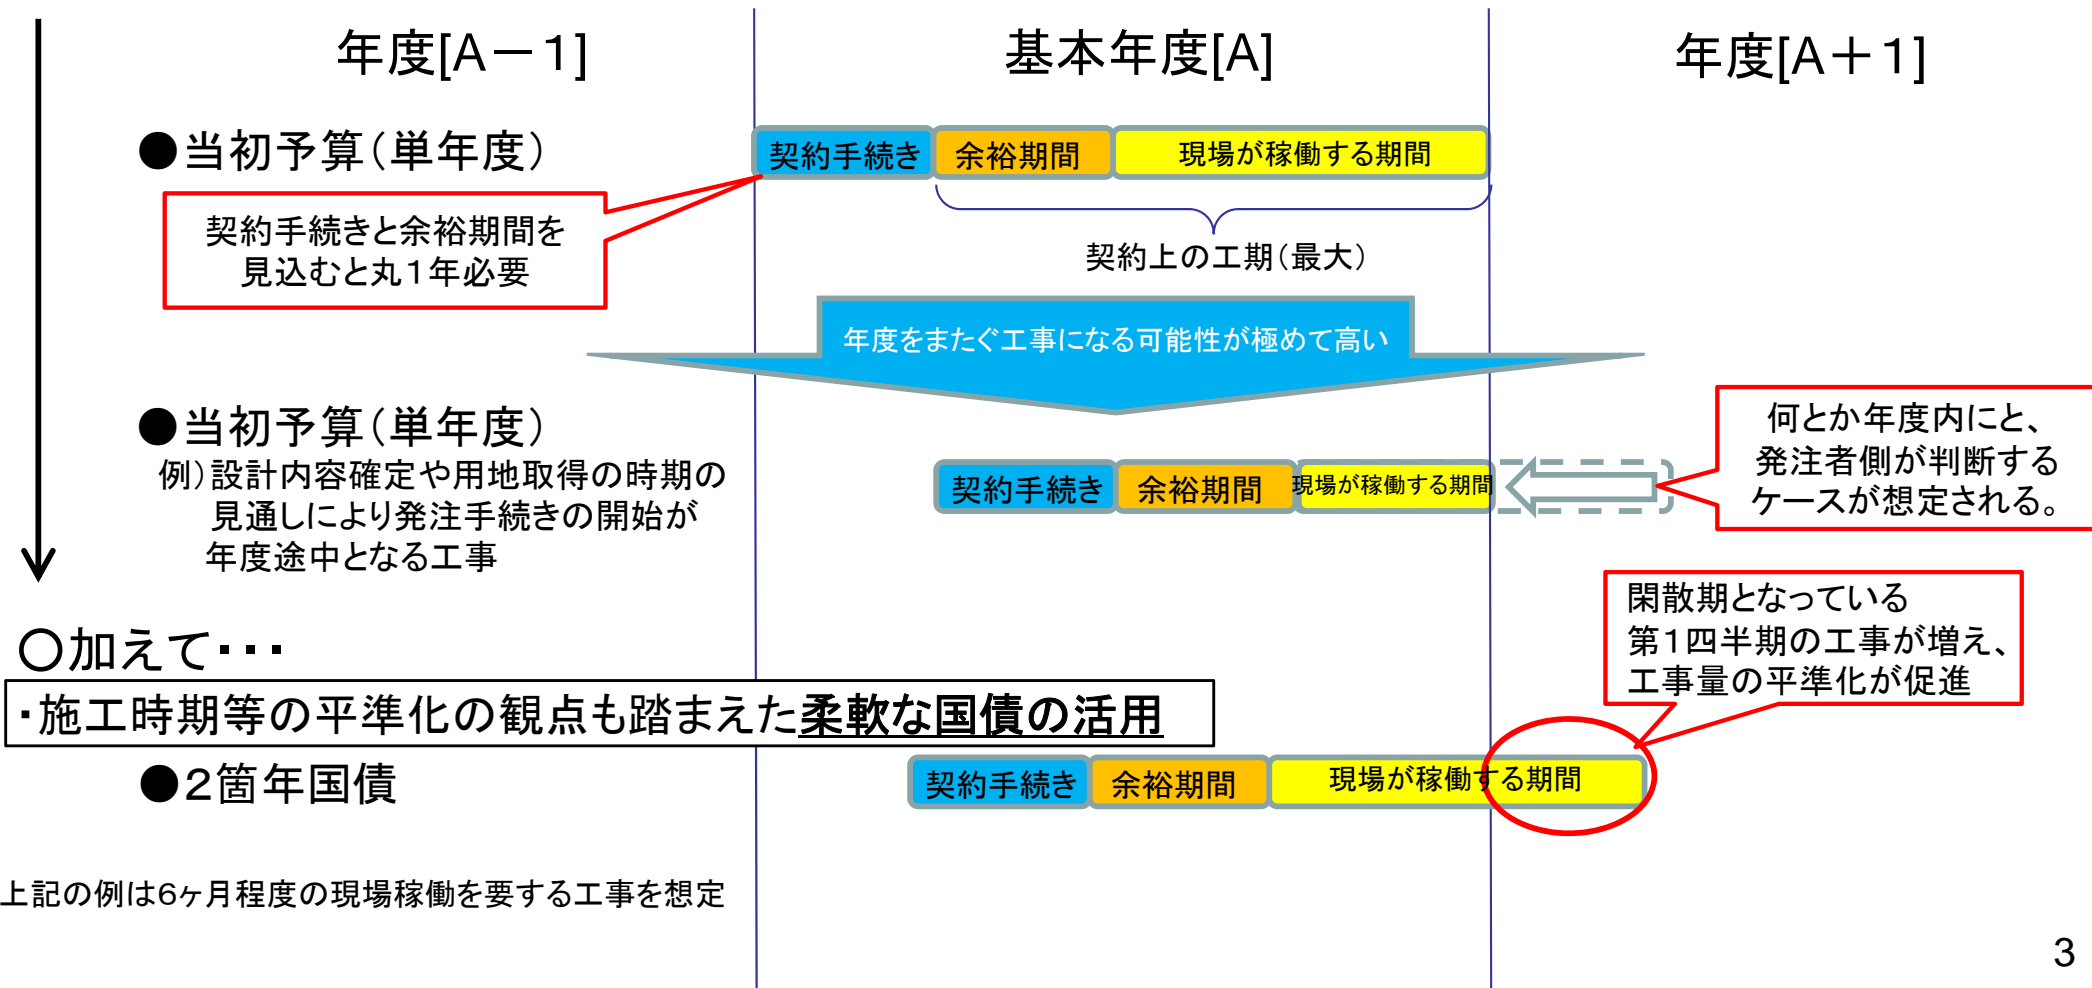 年度[A－1]
基本年度[A]
年度[A＋1]
●当初予算（単年度）
契約手続き
余裕期間
現場が稼働する期間
契約手続きと余裕期間を
見込むと丸１年必要
契約上の工期（最大）
年度をまたぐ工事になる可能性が極めて高い
●当初予算（単年度）
例）設計内容確定や用地取得の時期の
見通しにより発注手続きの開始が
年度途中となる工事
契約手続き
余裕期間
現場が稼働する期間
何とか年度内にと、
発注者側が判断する
ケースが想定される。
閑散期となっている
第１四半期の工事が増え、
工事量の平準化が促進
○加えて・・・
・施工時期等の平準化の観点も踏まえた柔軟な国債の活用
●２箇年国債
契約手続き
余裕期間
現場が稼働する期間
上記の例は６ヶ月程度の現場稼働を要する工事を想定
3